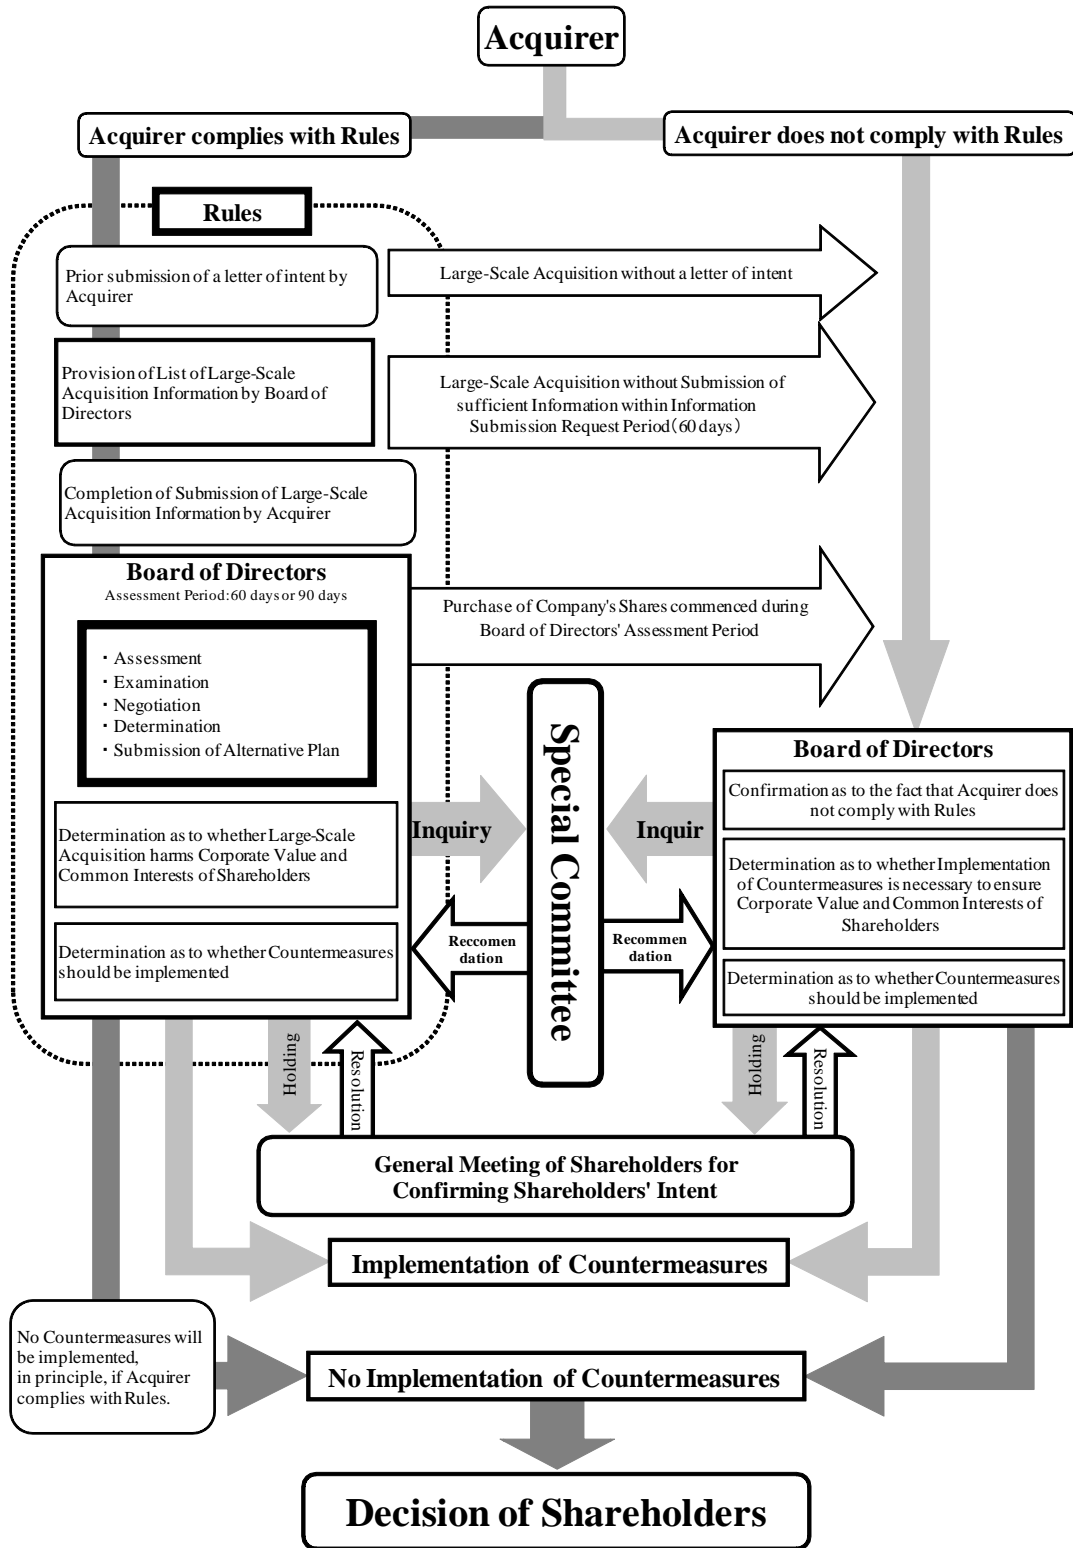 Acquirer
Acquirer complies with Rules
Acquirer does not comply with Rules
Rules
Prior submission of a letter of intent by
Acquirer
Large-Scale Acquisition without a letter of intent
Provision of List of Large-Scale
Acquisition Information by Board of
Directors
Large-Scale Acquisition without Submission of
sufficient Information within Information
Submission Request Period(60 days)
Completion of Submission of Large-Scale
Acquisition Information by Acquirer
Board of Directors
Assessment Period:60 days or 90 days
・Assessment
・Examination
・Negotiation
・Determination
・Submission of Alternative Plan
Purchase of Company's Shares commenced during
Board of Directors' Assessment Period
Determination as to whether Large-Scale
Acquisition harms Corporate Value and
Common Interests of Shareholders
Determination as to whether Countermeasures
should be implemented
Inquiry
Reccomen
dation
Special Committee
Inquir
Recommen
dation
Board of Directors
Confirmation as to the fact that Acquirer does
not comply with Rules
Determination as to whether Implementation
of Countermeasures is necessary to ensure
Corporate Value and Common Interests of
Shareholders
Determination as to whether Countermeasures
should be implemented
Holding
Resolution
Holding
Resolution
General Meeting of Shareholders for
Confirming Shareholders' Intent
Implementation of Countermeasures
No Countermeasures will
be implemented,
in principle, if Acquirer
complies with Rules.
No Implementation of Countermeasures
Decision of Shareholders